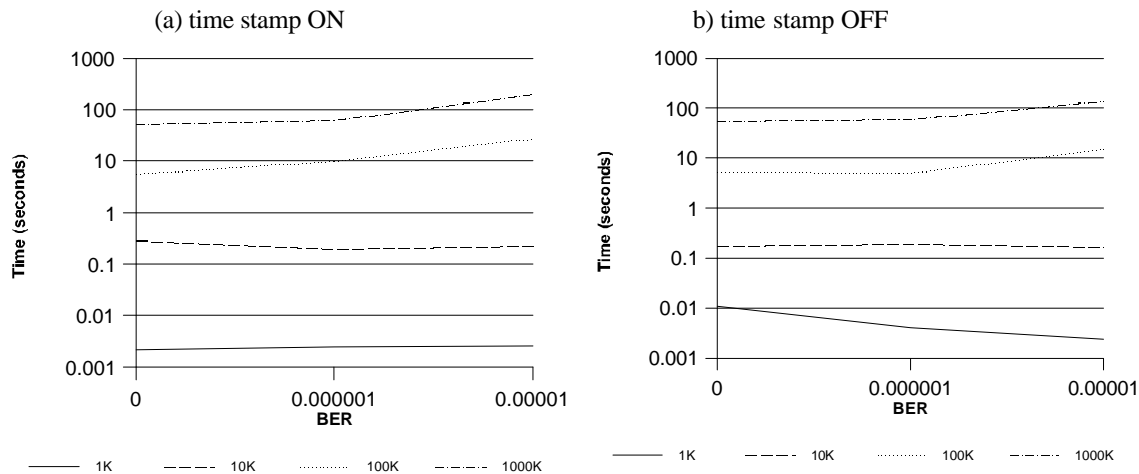 (a) time stamp ON
1000
100
10
1
0.1
0.01
0.001
Time (seconds)
0 0.000001 0.00001
BER
1K 10K 100K 1000K
b) time stamp OFF
1000
100
10
1
0.1
0.01
0.001
Time (seconds)
0 0.000001 0.00001
BER
1K 10K 100K 1000K